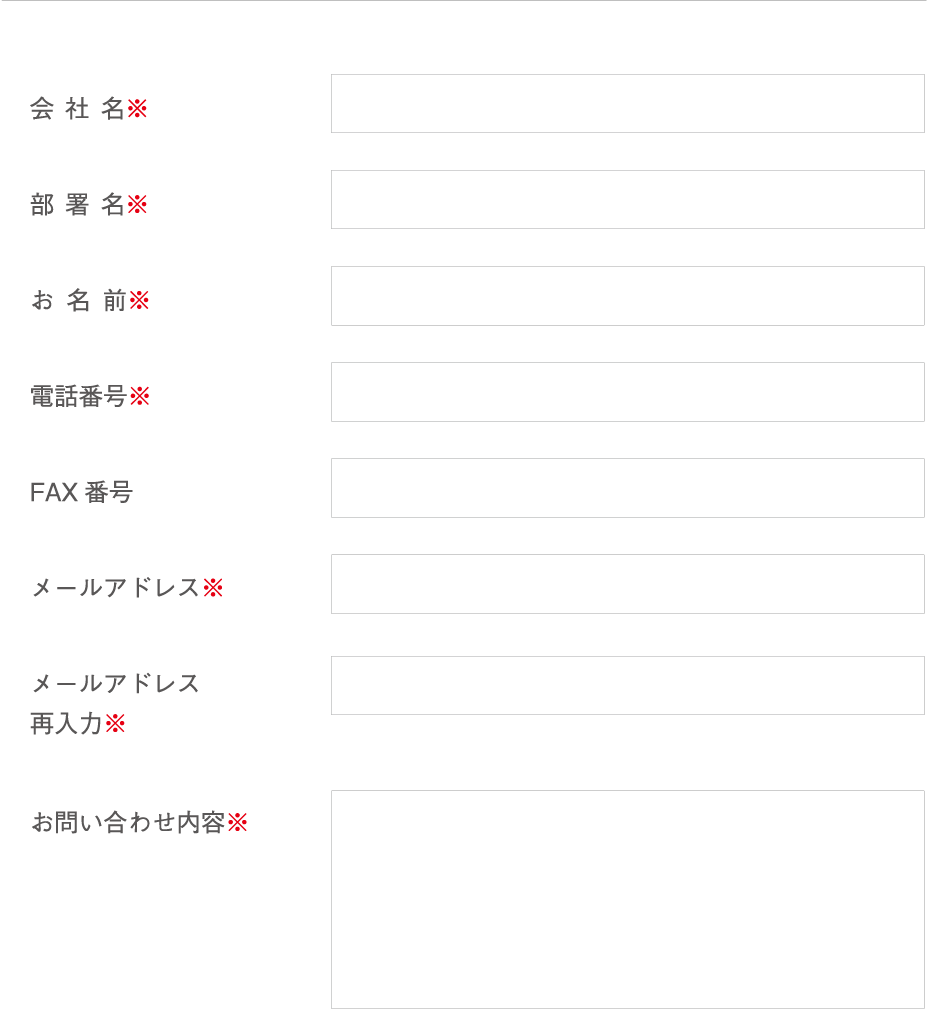 会 社 名※
部 署 名※
お 名 前※
電話番号※
FAX 番号
メールアドレス※
メールアドレス
再入力※
お問い合わせ内容※